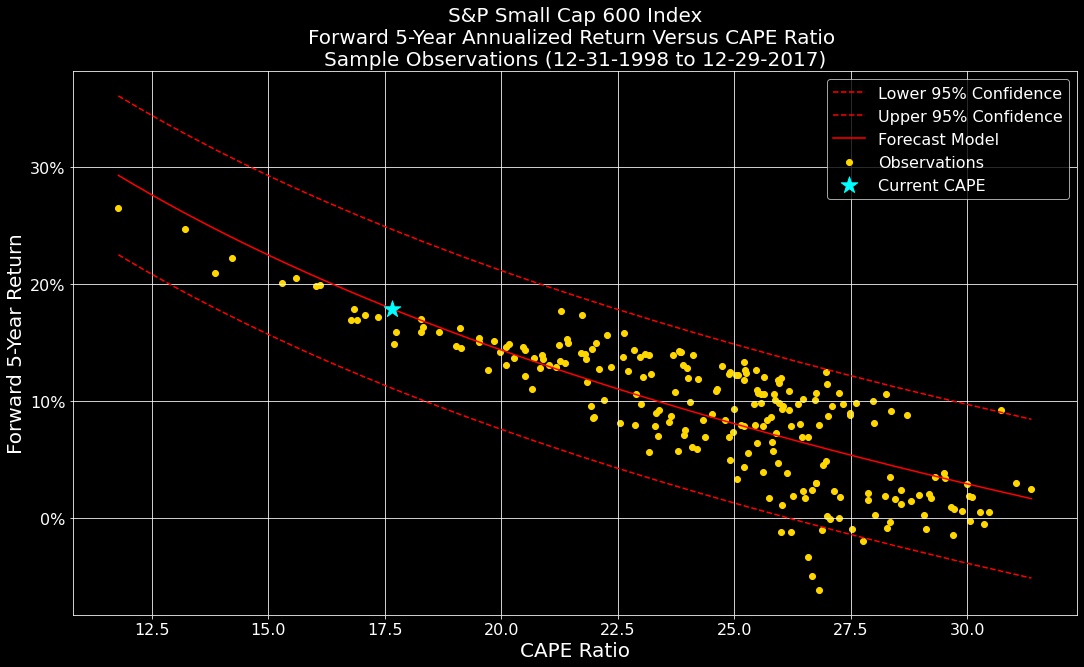 S&P Small Cap 600 Index
Forward 5-Year Annualized Return Versus CAPE Ratio
Sample Observations (12-31-1998 to 12-29-2017)
Lower 95% Confidence
Upper 95% Confidence
Forecast Model
Observations
Current CAPE
Forward 5-Year Return
30%
20%
10%
0%
12.5 15.0 17.5 20.0 22.5 25.0 27.5 30.0
CAPE Ratio